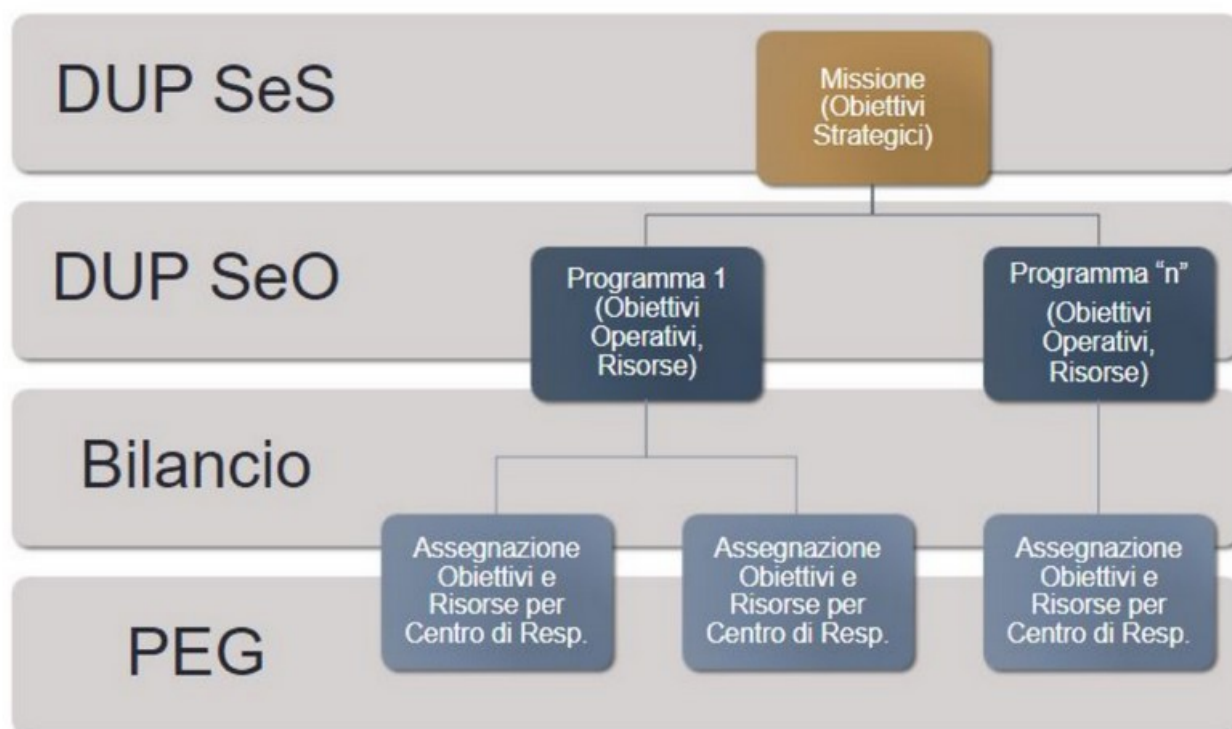 DUP SeS
Missione
(Obiettivi
Strategici)
DUP SeO
Programma 1
(Obiettivi
Operativi,
Risorse)
Programma “n”
(Obiettivi
Operativi,
Risorse)
Bilancio
Assegnazione
Obiettivi e
Risorse per
Centro di Resp.
Assegnazione
Obiettivi e
Risorse per
Centro di Resp.
Assegnazione
Obiettivi e
Risorse per
Centro di Resp.
PEG